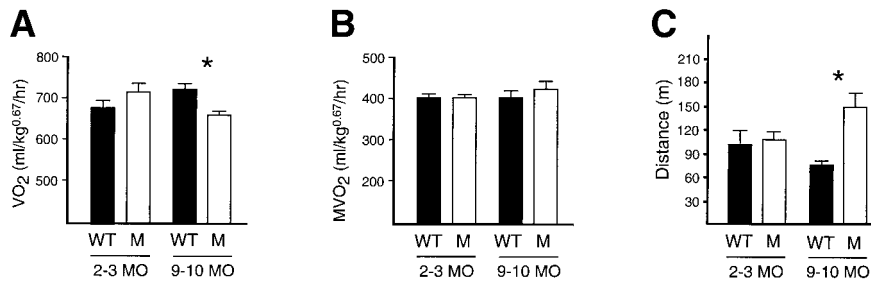 A
VO2 (ml/kg0.67/hr)
800
700
600
500
*
WT M WT M
2-3 MO 9-10 MO
B
MVO2 (ml/kg0.67/hr)
500
400
300
200
WT M WT M
2-3 MO 9-10 MO
C
Distance (m)
210
180
150
120
90
60
30
*
WT M WT M
2-3 MO 9-10 MO